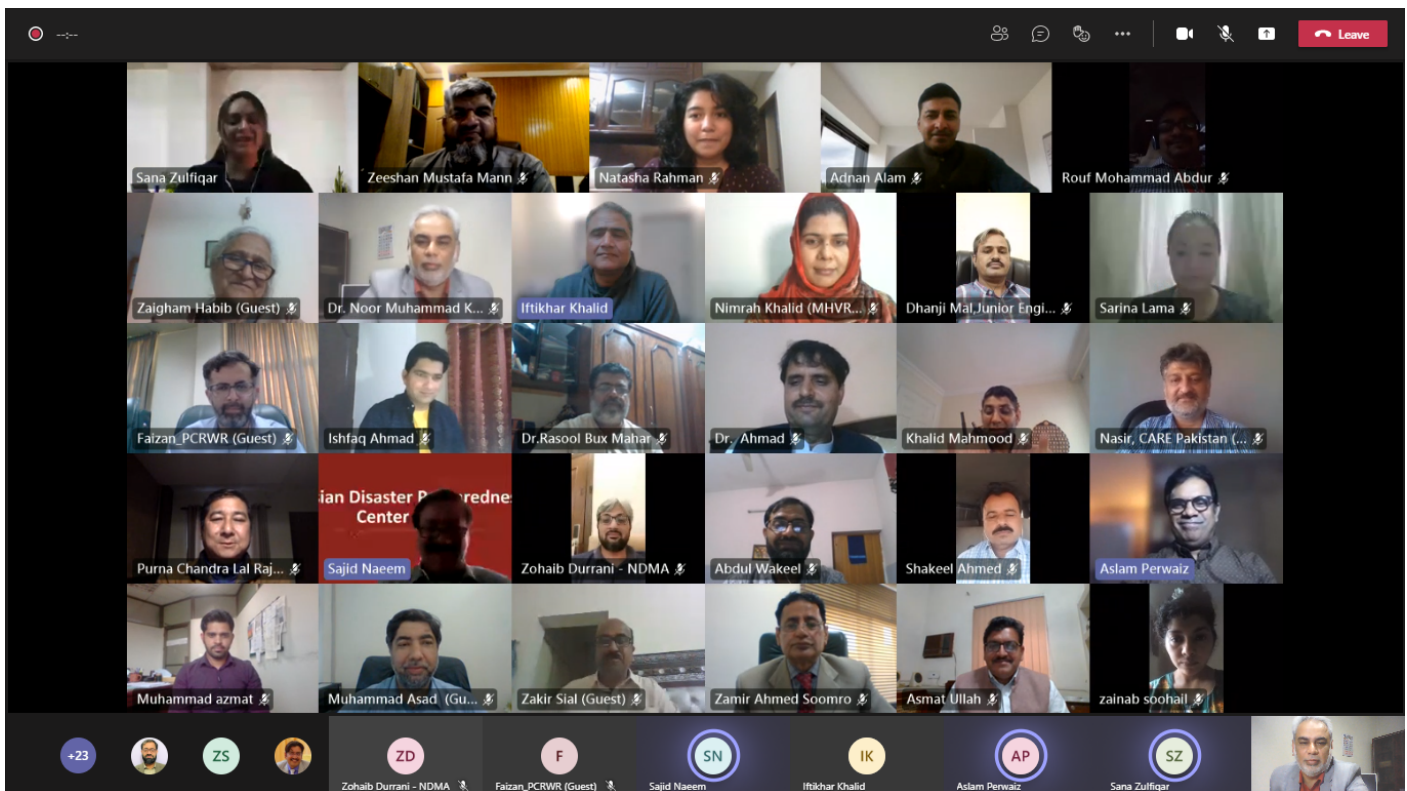 --:--
Leave
Sana Zulfiqar
Zeeshan Mustafa Mann
Natasha Rahman
Adnan Alam
Rouf Mohammad Abdur
Zaigham Habib (Guest)
Dr. Noor Muhammad K...
Iftikhar Khalid
Nimrah Khalid (MHVR...
Dhanji Mal,Junior Engi...
Sarina Lama
Faizan_PCRWR (Guest)
Ishfaq Ahmad
Dr.Rasool Bux Mahar
Dr. Ahmad
Khalid Mahmood
Nasir, CARE Pakistan (...
sian Disaster P redne
Center
Purna Chandra Lal Raj...
Sajid Naeem
Zohaib Durrani - NDMA
Abdul Wakeel
Shakeel Ahmed
Aslam Perwaiz
Muhammad azmat
Muhammad Asad (Gu...
Zakir Sial (Guest)
Zamir Ahmed Soomro
Asmat Ullah
zainab soohail
+23
ZS
ZD
F
SN
IK
AP
SZ
Zohaib Durrani - NDMA
Faizan_PCRWR (Guest)
Sajid Naeem
Iftikhar Khalid
Aslam Perwaiz
Sana Zulfiqar